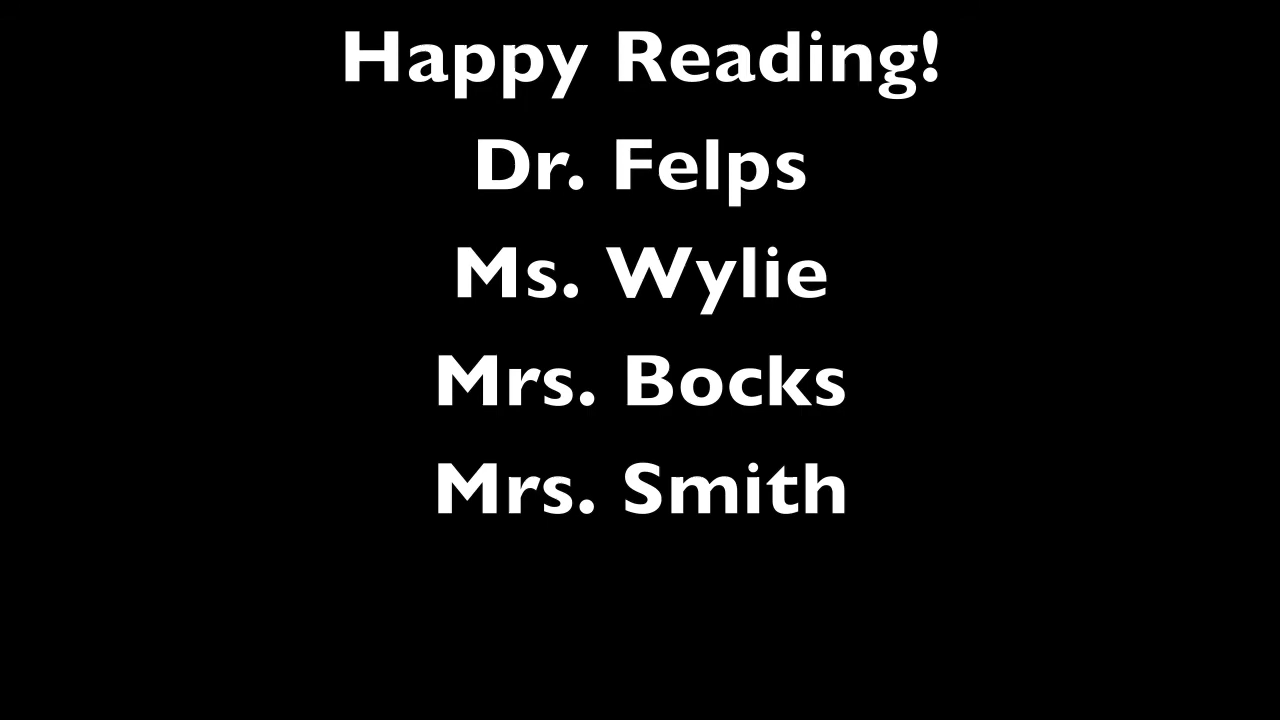 Happy Reading!
Dr. Felps
Ms. Wylie
Mrs. Bocks
Mrs. Smith